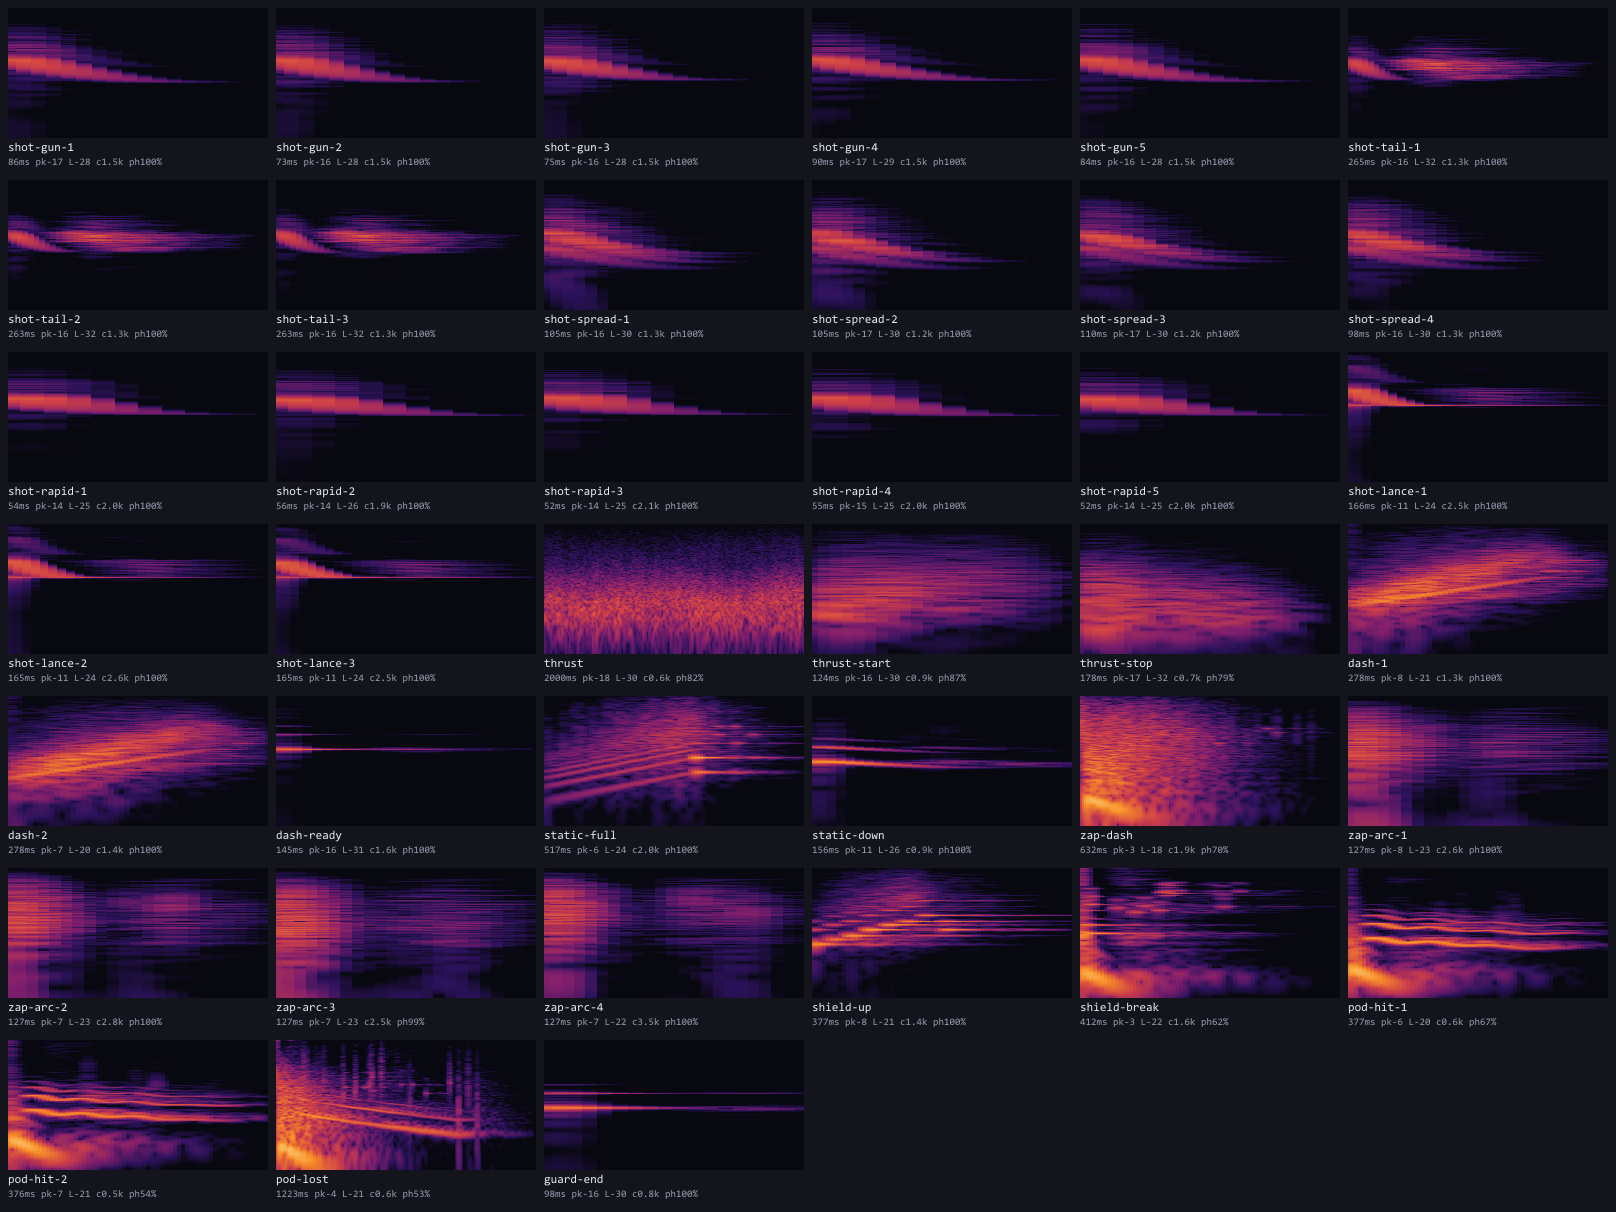 shot-gun-1
86ms pk-17 L-28 c1.5k ph100%
shot-gun-2
73ms pk-16 L-28 c1.5k ph100%
shot-gun-3
75ms pk-16 L-28 c1.5k ph100%
shot-gun-4
90ms pk-17 L-29 c1.5k ph100%
shot-gun-5
84ms pk-16 L-28 c1.5k ph100%
shot-tail-1
265ms pk-16 L-32 c1.3k ph100%
shot-tail-2
263ms pk-16 L-32 c1.3k ph100%
shot-tail-3
263ms pk-16 L-32 c1.3k ph100%
shot-spread-1
105ms pk-16 L-30 c1.3k ph100%
shot-spread-2
105ms pk-17 L-30 c1.2k ph100%
shot-spread-3
110ms pk-17 L-30 c1.2k ph100%
shot-spread-4
98ms pk-16 L-30 c1.3k ph100%
shot-rapid-1
54ms pk-14 L-25 c2.0k ph100%
shot-rapid-2
56ms pk-14 L-26 c1.9k ph100%
shot-rapid-3
52ms pk-14 L-25 c2.1k ph100%
shot-rapid-4
55ms pk-15 L-25 c2.0k ph100%
shot-rapid-5
52ms pk-14 L-25 c2.0k ph100%
shot-lance-1
166ms pk-11 L-24 c2.5k ph100%
shot-lance-2
165ms pk-11 L-24 c2.6k ph100%
shot-lance-3
165ms pk-11 L-24 c2.5k ph100%
thrust
2000ms pk-18 L-30 c0.6k ph82%
thrust-start
124ms pk-16 L-30 c0.9k ph87%
thrust-stop
178ms pk-17 L-32 c0.7k ph79%
dash-1
278ms pk-8 L-21 c1.3k ph100%
dash-2
278ms pk-7 L-20 c1.4k ph100%
dash-ready
145ms pk-16 L-31 c1.6k ph100%
static-full
517ms pk-6 L-24 c2.0k ph100%
static-down
156ms pk-11 L-26 c0.9k ph100%
zap-dash
632ms pk-3 L-18 c1.9k ph70%
zap-arc-1
127ms pk-8 L-23 c2.6k ph100%
zap-arc-2
127ms pk-7 L-23 c2.8k ph100%
zap-arc-3
127ms pk-7 L-23 c2.5k ph99%
zap-arc-4
127ms pk-7 L-22 c3.5k ph100%
shield-up
377ms pk-8 L-21 c1.4k ph100%
shield-break
412ms pk-3 L-22 c1.6k ph62%
pod-hit-1
377ms pk-6 L-20 c0.6k ph67%
pod-hit-2
376ms pk-7 L-21 c0.5k ph54%
pod-lost
1223ms pk-4 L-21 c0.6k ph53%
guard-end
98ms pk-16 L-30 c0.8k ph100%